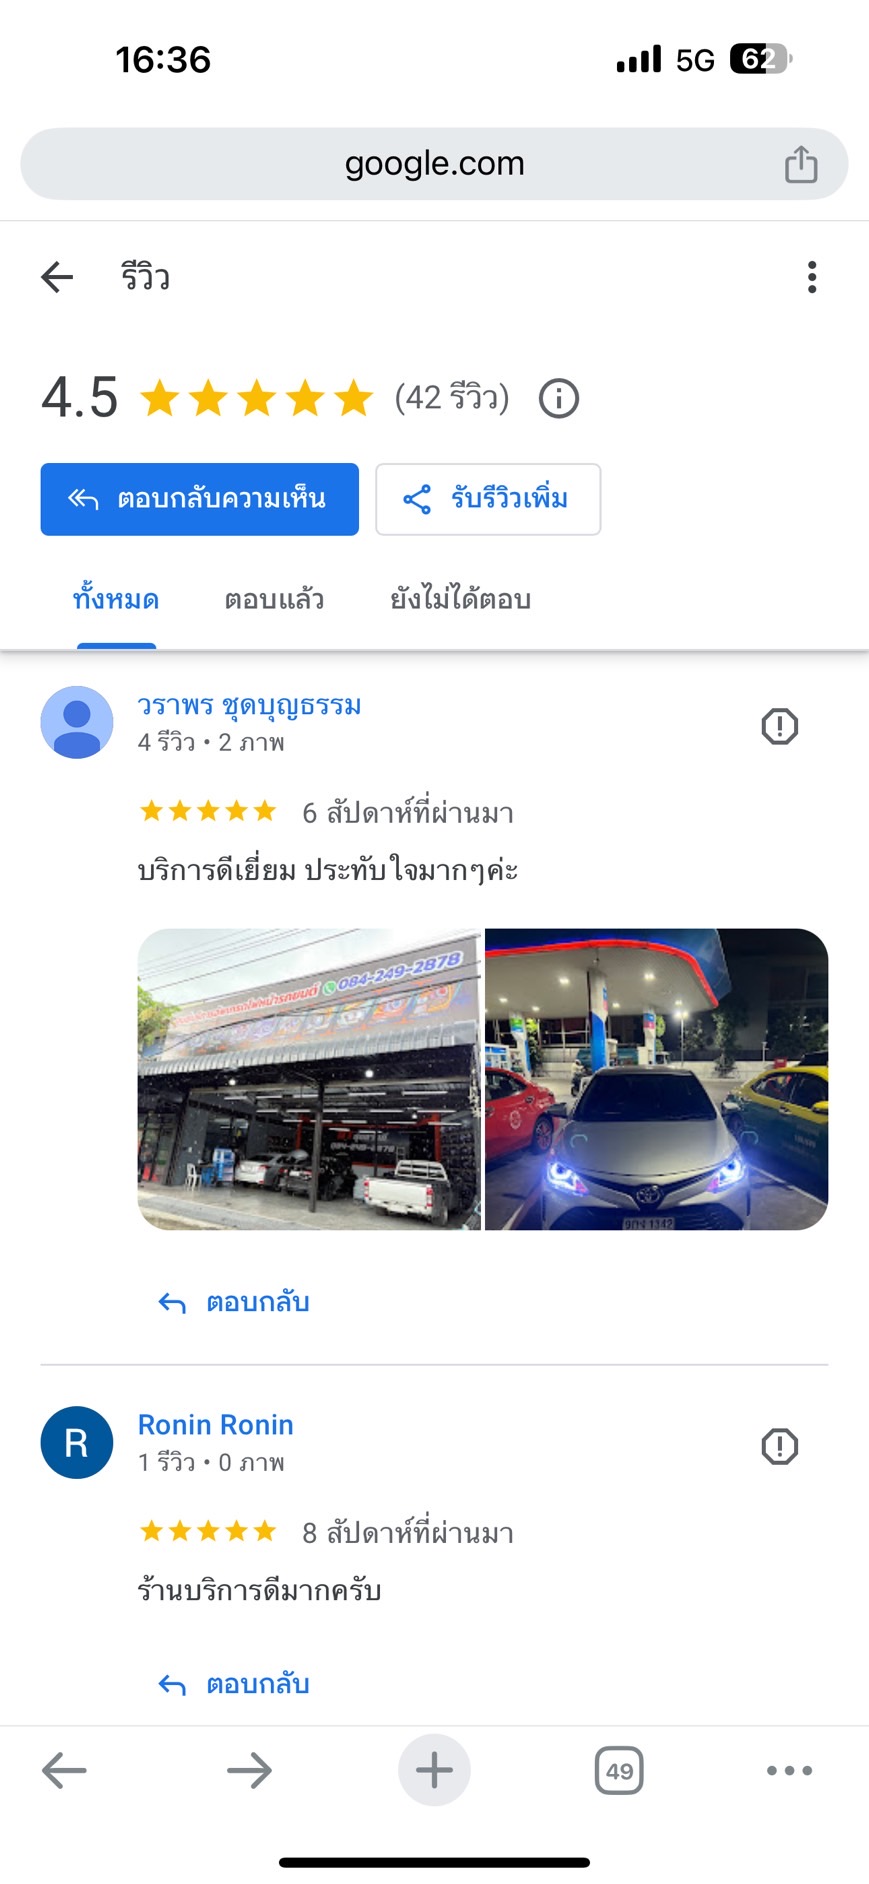 16:36
5G
62
google.com
รีวิว
4.5
(42 รีวิว)
ตอบกลับความเห็น
รับรีวิวเพิ่ม
ทั้งหมด
ตอบแล้ว
ยังไม่ได้ตอบ
วราพร ชุดบุญธรรม
4 รีวิว • 2 ภาพ
6 สัปดาห์ที่ผ่านมา
บริการดีเยี่ยม ประทับใจมากๆค่ะ
084-249-2878
ตอบกลับ
R
Ronin Ronin
1 รีวิว • 0 ภาพ
8 สัปดาห์ที่ผ่านมา
ร้านบริการดีมากครับ
ตอบกลับ
49